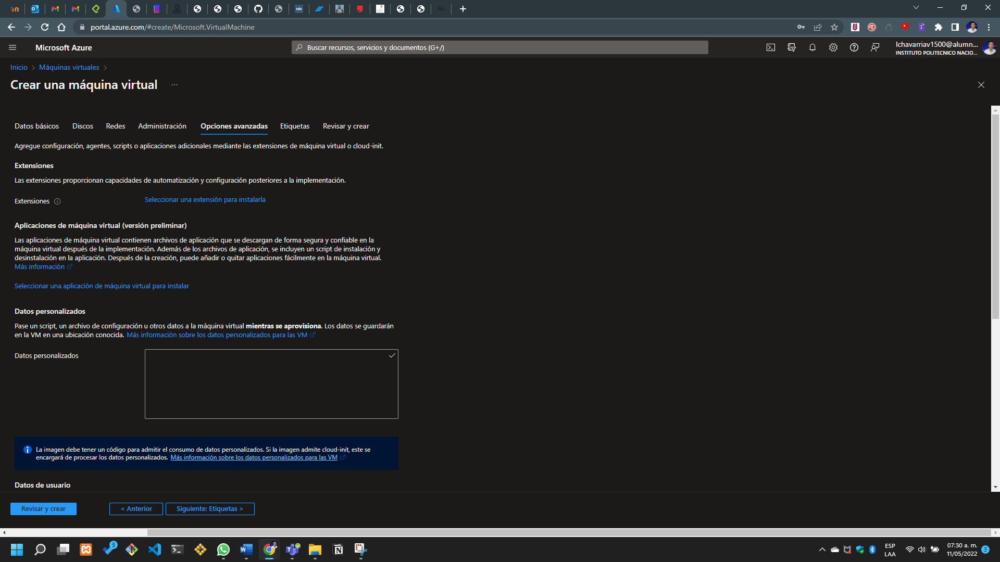 tds
portal.azure.com/#create/Microsoft.VirtualMachine
Microsoft Azure
Buscar recursos, servicios y documentos (G+/)
lchavarriav1500@alumn...
INSTITUTO POLITECNICO NACIO...
Inicio > Máquinas virtuales >
Crear una máquina virtual ...
Datos básicos Discos Redes Administración Opciones avanzadas Etiquetas Revisar y crear
Agregue configuración, agentes, scripts o aplicaciones adicionales mediante las extensiones de máquina virtual o cloud-init.
Extensiones
Las extensiones proporcionan capacidades de automatización y configuración posteriores a la implementación.
Extensiones Seleccionar una extensión para instalarla
Aplicaciones de máquina virtual (versión preliminar)
Las aplicaciones de máquina virtual contienen archivos de aplicación que se descargan de forma segura y confiable en la
máquina virtual después de la implementación. Además de los archivos de aplicación, se incluyen un script de instalación y
desinstalación en la aplicación. Después de la creación, puede añadir o quitar aplicaciones fácilmente en la máquina virtual.
Más información
Seleccionar una aplicación de máquina virtual para instalar
Datos personalizados
Pase un script, un archivo de configuración u otros datos a la máquina virtual mientras se aprovisiona. Los datos se guardarán
en la VM en una ubicación conocida. Más información sobre los datos personalizados para las VM
Datos personalizados
La imagen debe tener un código para admitir el consumo de datos personalizados. Si la imagen admite cloud-init, este se
encargará de procesar los datos personalizados. Más información sobre los datos personalizados para las VM
Datos de usuario
Revisar y crear < Anterior Siguiente: Etiquetas >
5
ESP
LAA
07:30 a. m.
11/05/2022
3